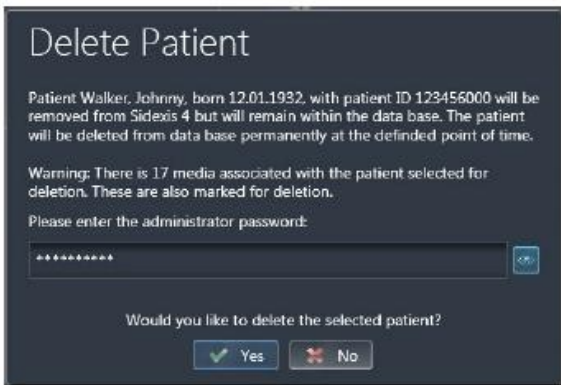 Delete Patient
Patient Walker, Johnny, born 12.01.1932, with patient ID 123456000 will be
removed from Sidexis 4 but will remain within the data base. The patient
will be deleted from data base permanently at the definded point of time.
Warning: There is 17 media associated with the patient selected for
deletion. These are also marked for deletion.
Please enter the administrator password:
**********
Would you like to delete the selected patient?
Yes No